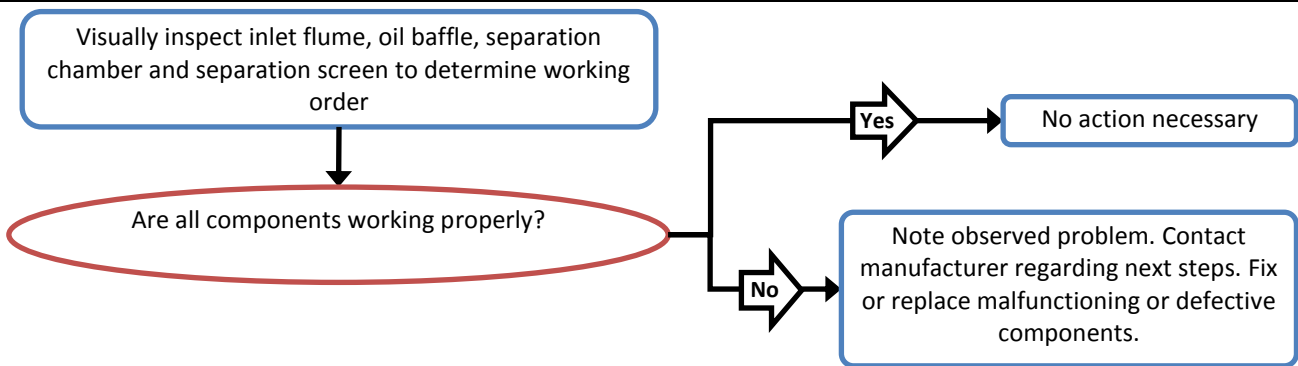 Visually inspect inlet flume, oil baffle, separation
chamber and separation screen to determine working
order
Yes
No action necessary
Are all components working properly?
No
Note observed problem. Contact
manufacturer regarding next steps. Fix
or replace malfunctioning or defective
components.